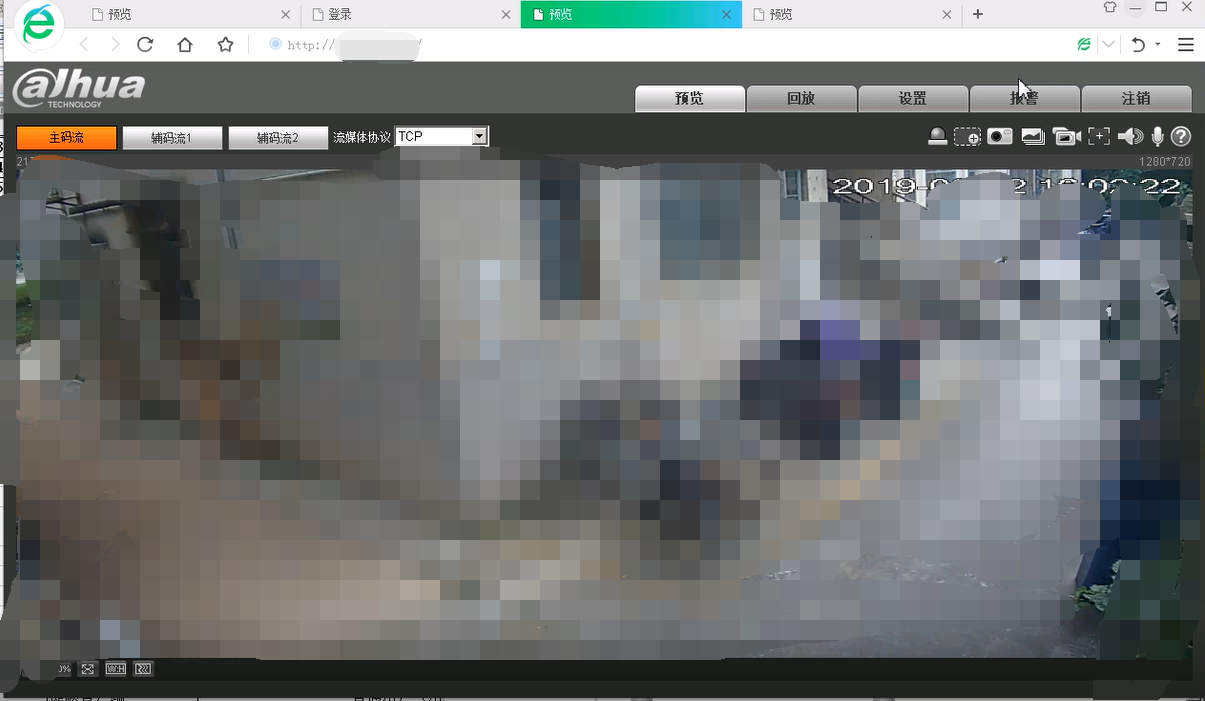 预览
登录
预览
预览
http://
alhua
TECHNOLOGY
预览
回放
设置
报警
注销
主码流
辅码流1
辅码流2
流媒体协议
TCP
1280*720